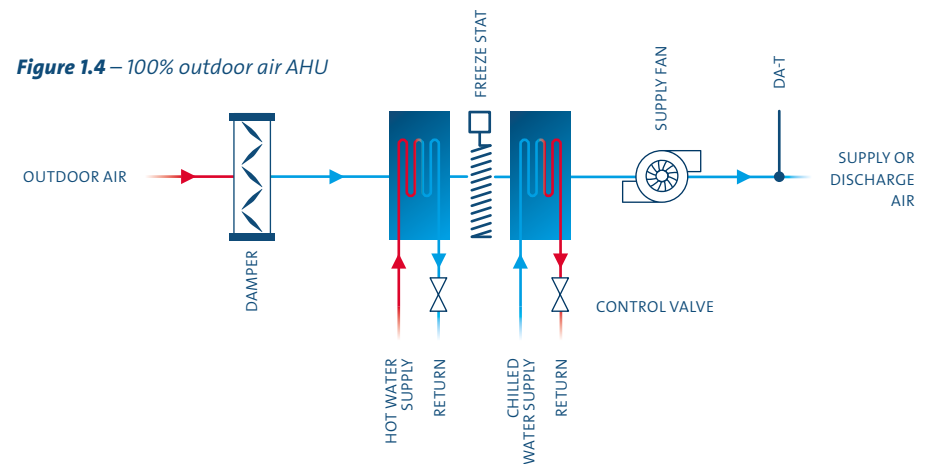 Figure 1.4 – 100% outdoor air AHU
FREEZE STAT
SUPPLY FAN
DA-T
OUTDOOR AIR
SUPPLY OR
DISCHARGE
AIR
DAMPER
CONTROL VALVE
HOT WATER
SUPPLY
RETURN
CHILLED
WATER SUPPLY
RETURN